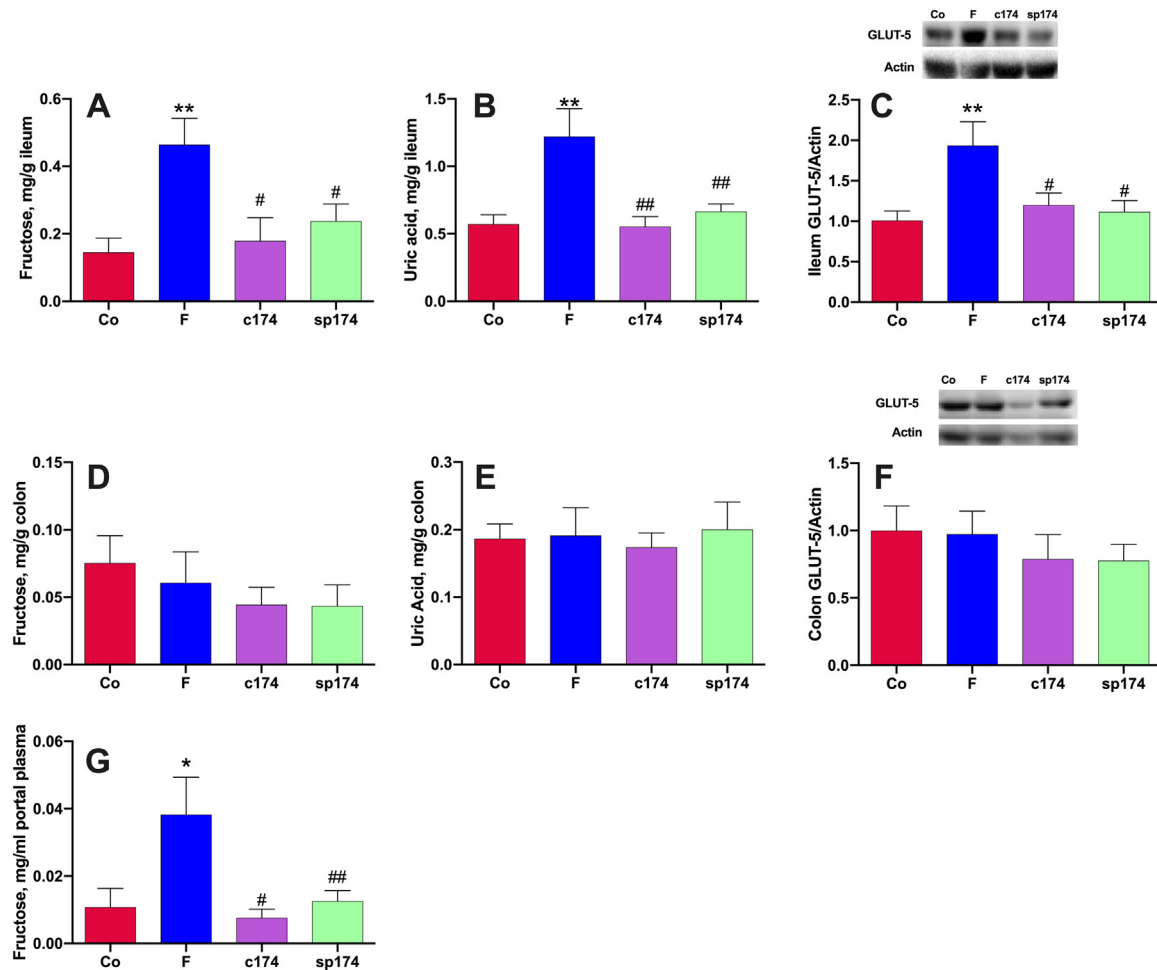 Co F c174 sp174
GLUT-5
Actin
A
**
#
#
Fructose, mg/g ileum
0.6
0.4
0.2
0.0
Co F c174 sp174
B
**
##
##
Uric acid, mg/g ileum
1.5
1.0
0.5
0.0
Co F c174 sp174
C
**
#
#
Ileum GLUT-5/Actin
2.5
2.0
1.5
1.0
0.5
0.0
Co F c174 sp174
Co F c174 sp174
GLUT-5
Actin
D
Fructose, mg/g colon
0.15
0.10
0.05
0.00
Co F c174 sp174
E
Uric Acid, mg/g colon
0.3
0.2
0.1
0.0
Co F c174 sp174
F
Colon GLUT-5/Actin
1.5
1.0
0.5
0.0
Co F c174 sp174
G
*
#
##
Fructose, mg/ml portal plasma
0.06
0.04
0.02
0.00
Co F c174 sp174